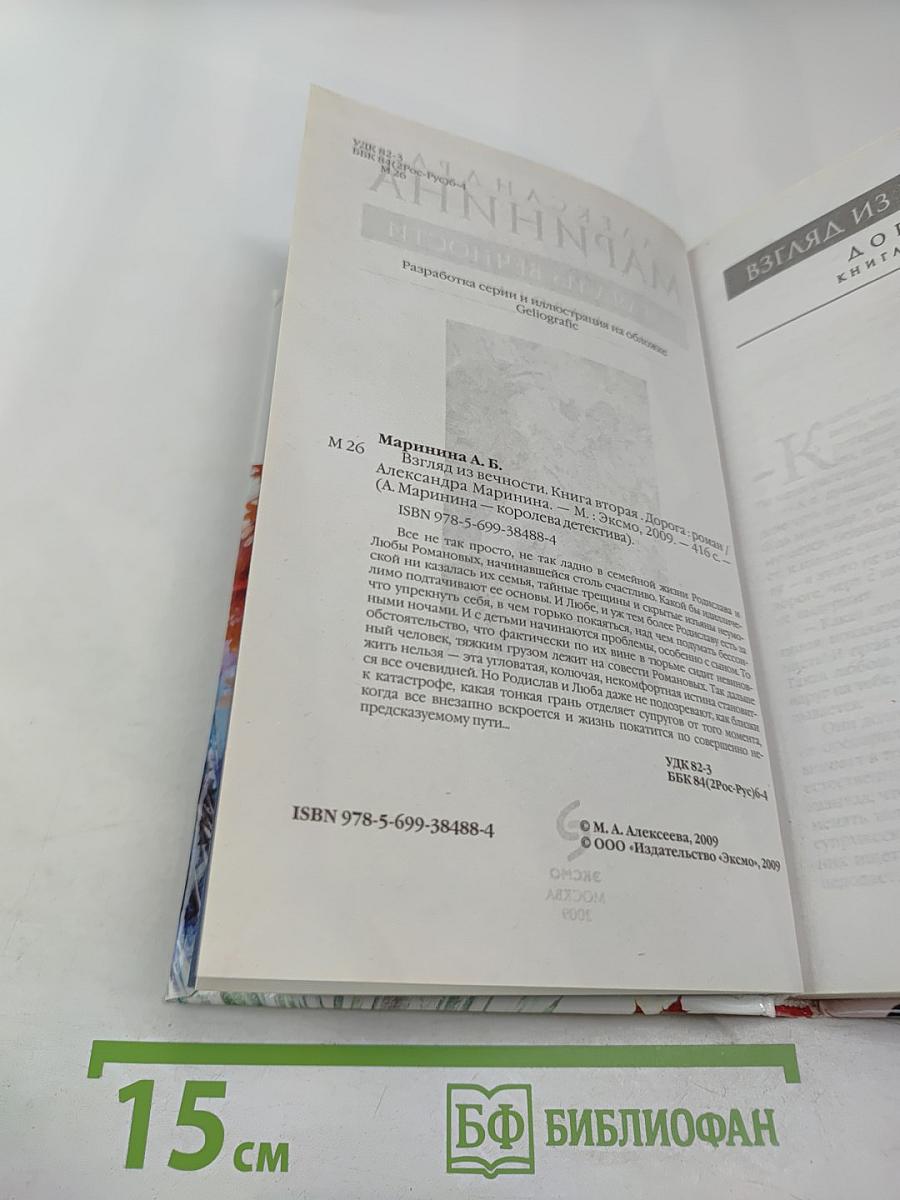 УДК 82-3
ББК 84(2Рос-Рус)6-4
М 26
Разработка серии и иллюстрация на обложке
Geliografic
Маринина А. Б.
М 26
Взгляд из вечности. Книга вторая. Дорога : роман /
Александра Маринина. — М. : Эксмо, 2009. — 416 с. —
(А. Маринина — королева детектива).
ISBN 978-5-699-38488-4
Все не так просто, не так ладно в семейной жизни Родислава и
Любы Романовых, начинавшейся столь счастливо. Какой бы идилличе-
ской ни казалась их семья, тайные трещины и скрытые изъяны неумо-
лимо подтачивают ее основы. И Любе, и уж тем более Родиславу есть за
что упрекнуть себя, в чем горько покаяться, над чем подумать бессон-
ными ночами. И с детьми начинаются проблемы, особенно с сыном. То
обстоятельство, что фактически по их вине в тюрьме сидит невинов-
ный человек, тяжким грузом лежит на совести Романовых. Так дальше
жить нельзя — эта угловатая, колючая, некомфортная истина становит-
ся все очевидней. Но Родислав и Люба даже не подозревают, как близки
к катастрофе, какая тонкая грань отделяет супругов от того момента,
когда все внезапно вскроется и жизнь покатится по совершенно не-
предсказуемому пути...
УДК 82-3
ББК 84(2Рос-Рус)6-4
ISBN 978-5-699-38488-4
© М. А. Алексеева, 2009
© ООО «Издательство «Эксмо», 2009
ЭКСМО
МОСКВА
2009
ВЗГЛЯД ИЗ
ДОР
КНИГА
15 см
БФ БИБЛИОФАН